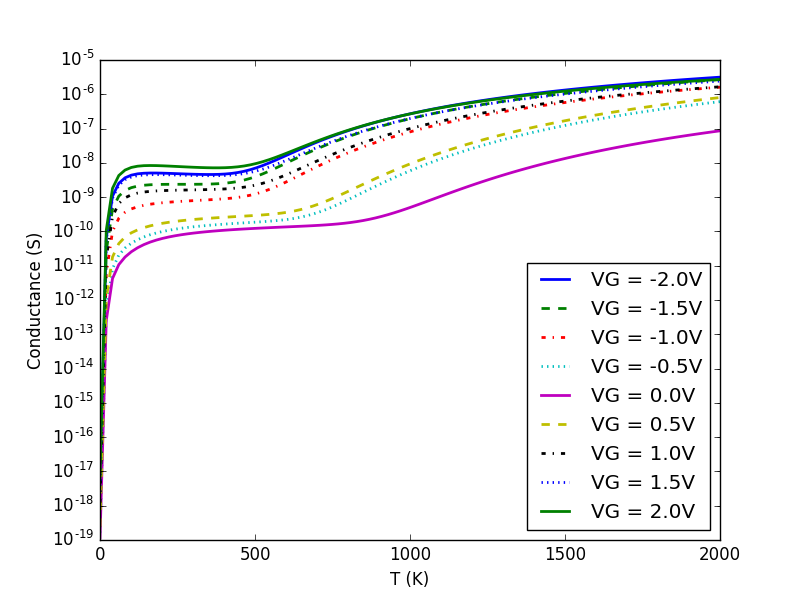 10^-5
10^-6
10^-7
10^-8
10^-9
10^-10
10^-11
10^-12
10^-13
10^-14
10^-15
10^-16
10^-17
10^-18
10^-19
Conductance (S)
VG = -2.0V
VG = -1.5V
VG = -1.0V
VG = -0.5V
VG = 0.0V
VG = 0.5V
VG = 1.0V
VG = 1.5V
VG = 2.0V
0 500 1000 1500 2000
T (K)